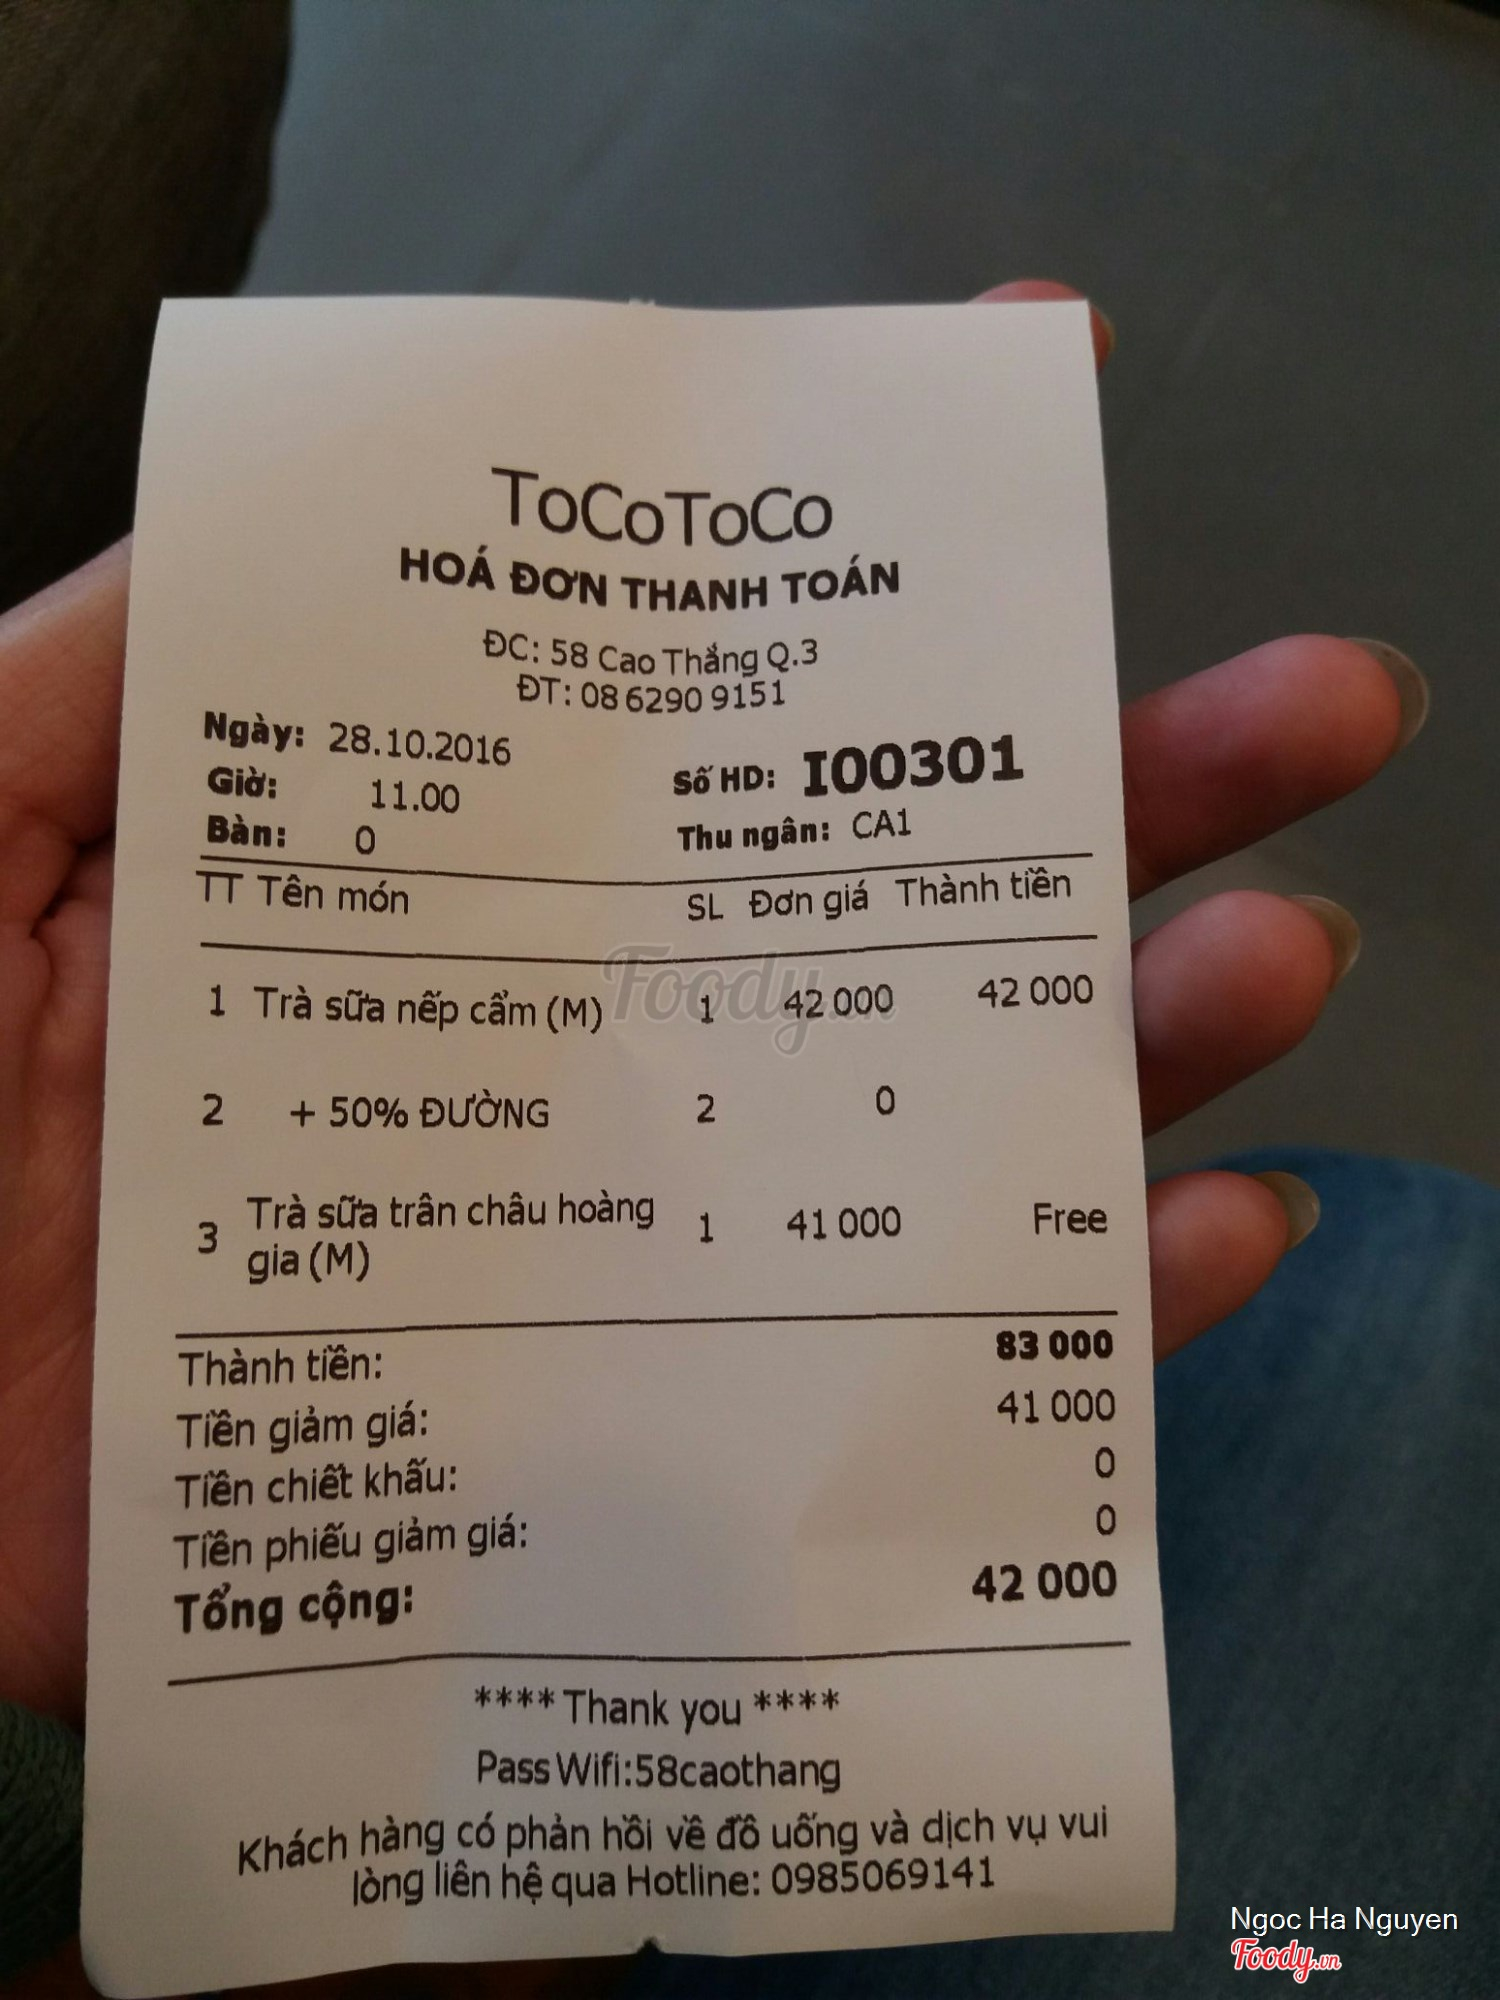 ToCoToCo
HOÁ ĐƠN THANH TOÁN
ĐC: 58 Cao Thắng Q.3
ĐT: 08 6290 9151
Ngày: 28.10.2016
Giờ: 11.00 Số HD: I00301
Bàn: 0 Thu ngân: CA1
TT Tên món SL Đơn giá Thành tiền
1 Trà sữa nếp cẩm (M) 1 42 000 42 000
2 + 50% ĐƯỜNG 2 0
3 Trà sữa trân châu hoàng gia (M) 1 41 000 Free
Thành tiền: 83 000
Tiền giảm giá: 41 000
Tiền chiết khấu: 0
Tiền phiếu giảm giá: 0
Tổng cộng: 42 000
**** Thank you ****
Pass Wifi:58caothang
Khách hàng có phản hồi về đồ uống và dịch vụ vui
lòng liên hệ qua Hotline: 0985069141
Foody.vn
Ngoc Ha Nguyen
Foody.vn